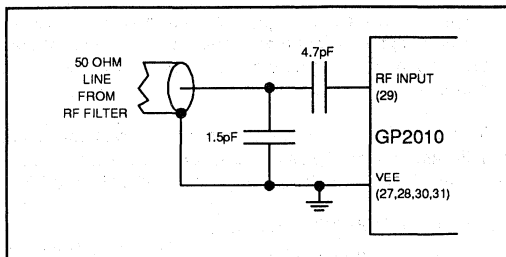 50 OHM
LINE
FROM
RF FILTER
4.7pF
1.5pF
RF INPUT
(29)
GP2010
VEE
(27,28,30,31)